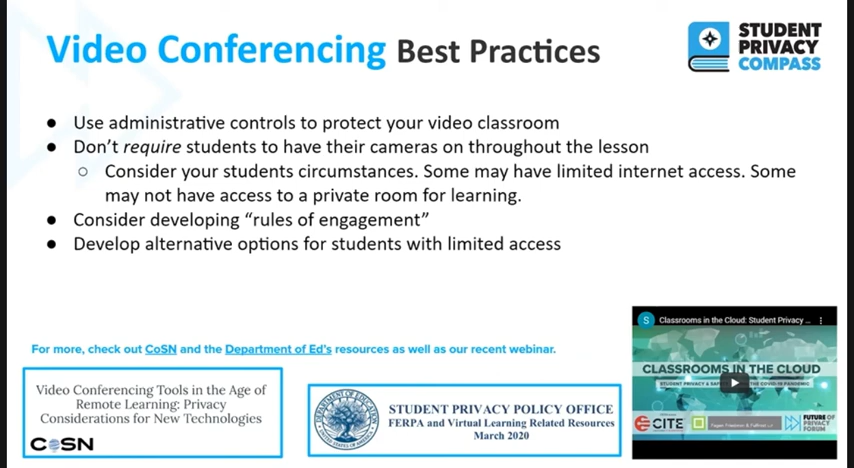 Video Conferencing Best Practices
STUDENT
PRIVACY
COMPASS
● Use administrative controls to protect your video classroom
● Don’t require students to have their cameras on throughout the lesson
○ Consider your students circumstances. Some may have limited internet access. Some
may not have access to a private room for learning.
● Consider developing “rules of engagement”
● Develop alternative options for students with limited access
For more, check out CoSN and the Department of Ed's resources as well as our recent webinar.
Video Conferencing Tools in the Age of
Remote Learning: Privacy
Considerations for New Technologies
COSN
STUDENT PRIVACY POLICY OFFICE
FERPA and Virtual Learning Related Resources
March 2020
S Classrooms in the Cloud: Student Privacy ...
CLASSROOMS IN THE CLOUD
STUDENT PRIVACY & THE COVID-19 PANDEMIC
CITE
FUTURE OF
PRIVACY
FORUM